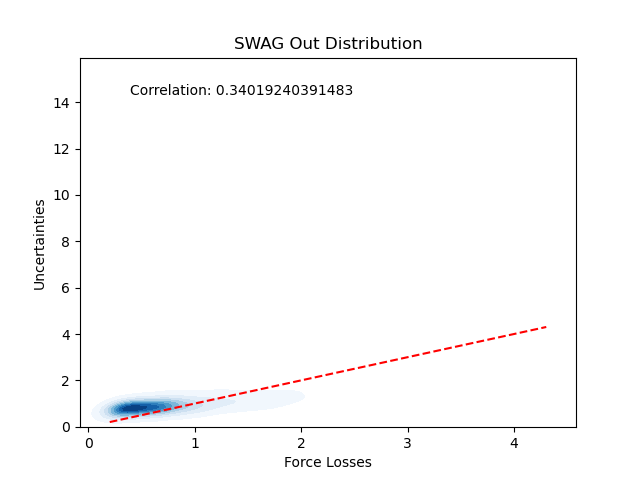 SWAG Out Distribution
Correlation: 0.34019240391483
14
12
10
8
6
4
2
0
Uncertainties
0 1 2 3 4
Force Losses